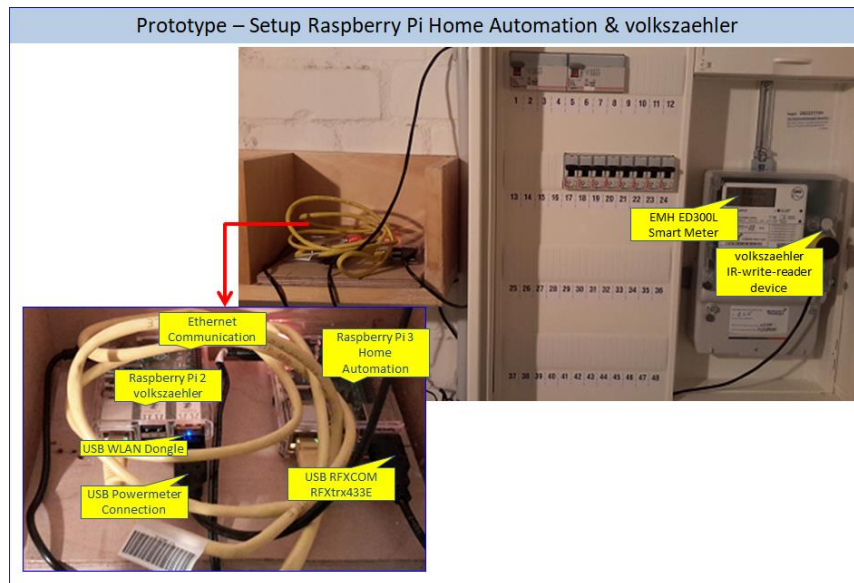 Prototype – Setup Raspberry Pi Home Automation & volkszaehler
1 2 3 4 5 6 7 8 9 10 11 12
13 14 15 16 17 18 19 20 21 22 23 24
EMH ED300L
Smart Meter
volkszaehler
IR-write-reader
device
25 26 27 28 29 30 31 32 33 34 35 36
37 38 39 40 41 42 43 44 45 46 47 48
Ethernet
Communication
Raspberry Pi 3
Home
Automation
Raspberry Pi 2
volkszaehler
USB WLAN Dongle
USB Powermeter
Connection
USB RFXCOM
RFXtrx433E